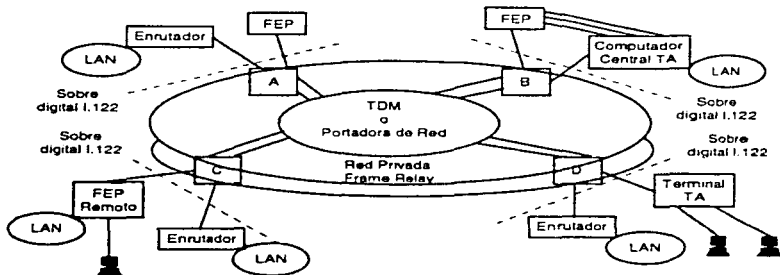 FEP
Enrutador
LAN
A
Sobre
digital I.122
FEP
Computador
Central TA
LAN
B
Sobre
digital I.122
TDM
o
Portadora de Red
Sobre
digital I.122
Sobre
digital I.122
C
Red Privada
Frame Relay
D
FEP
Remoto
LAN
Enrutador
LAN
Terminal
TA
Enrutador
LAN